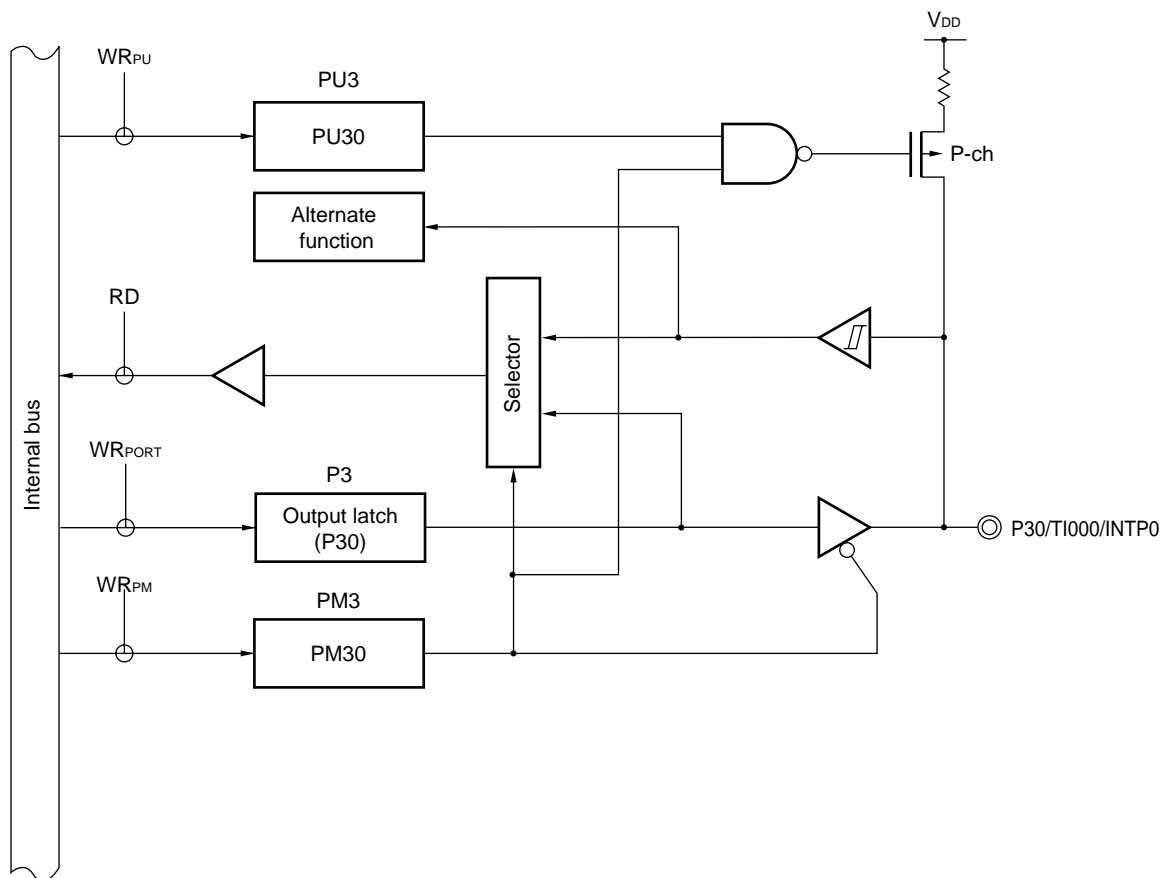 VDD
WRPU
PU3
PU30
P-ch
Alternate
function
RD
Selector
Internal bus
WRPORT
P3
Output latch
(P30)
P30/TI000/INTP0
WRPM
PM3
PM30